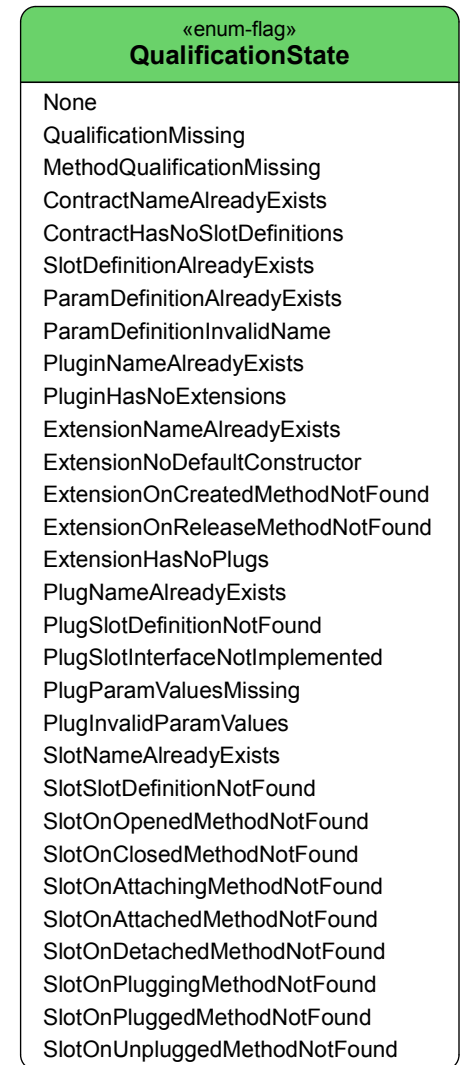 «enum-flag»
QualificationState
None
QualificationMissing
MethodQualificationMissing
ContractNameAlreadyExists
ContractHasNoSlotDefinitions
SlotDefinitionAlreadyExists
ParamDefinitionAlreadyExists
ParamDefinitionInvalidName
PluginNameAlreadyExists
PluginHasNoExtensions
ExtensionNameAlreadyExists
ExtensionNoDefaultConstructor
ExtensionOnCreatedMethodNotFound
ExtensionOnReleaseMethodNotFound
ExtensionHasNoPlugs
PlugNameAlreadyExists
PlugSlotDefinitionNotFound
PlugSlotInterfaceNotImplemented
PlugParamValuesMissing
PlugInvalidParamValues
SlotNameAlreadyExists
SlotSlotDefinitionNotFound
SlotOnOpenedMethodNotFound
SlotOnClosedMethodNotFound
SlotOnAttachingMethodNotFound
SlotOnAttachedMethodNotFound
SlotOnDetachedMethodNotFound
SlotOnPluggingMethodNotFound
SlotOnPluggedMethodNotFound
SlotOnUnpluggedMethodNotFound